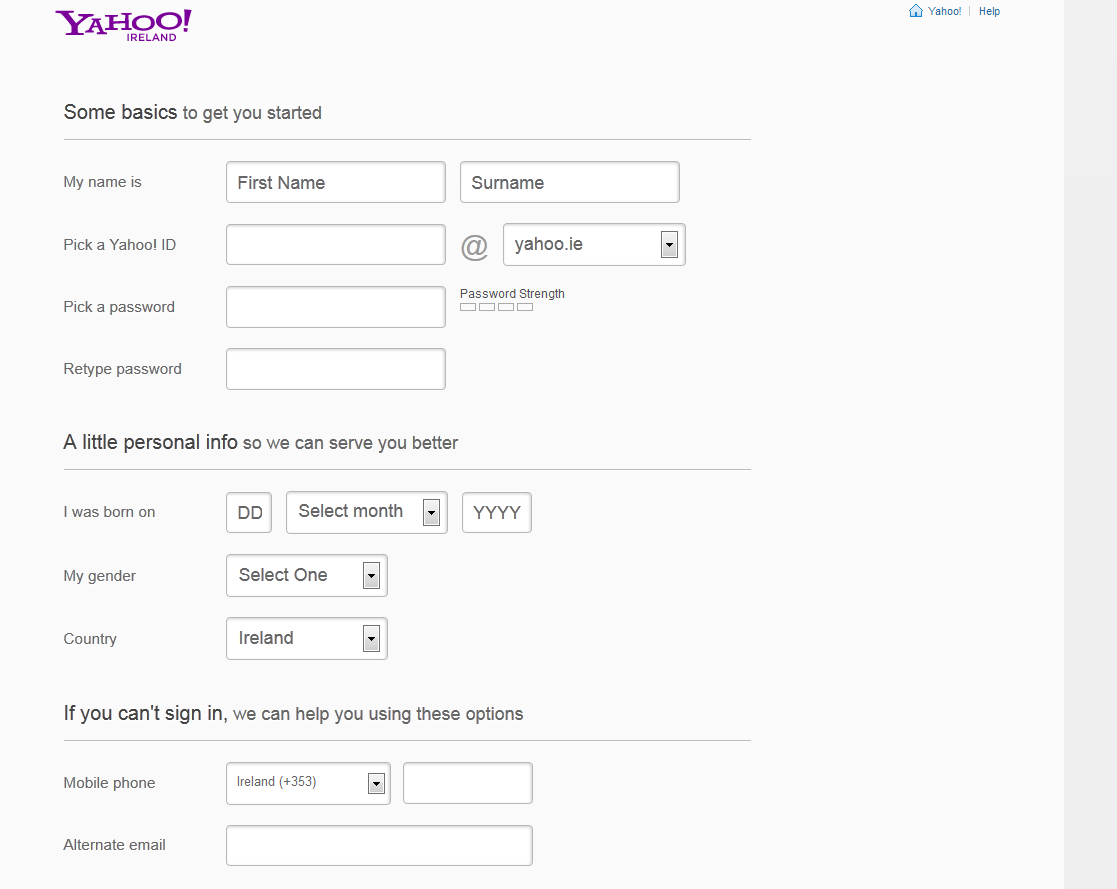 YAHOO!
IRELAND
Yahoo! | Help
Some basics to get you started
My name is First Name Surname
Pick a Yahoo! ID @ yahoo.ie
Pick a password Password Strength
Retype password
A little personal info so we can serve you better
I was born on DD Select month YYYY
My gender Select One
Country Ireland
If you can't sign in, we can help you using these options
Mobile phone Ireland (+353)
Alternate email